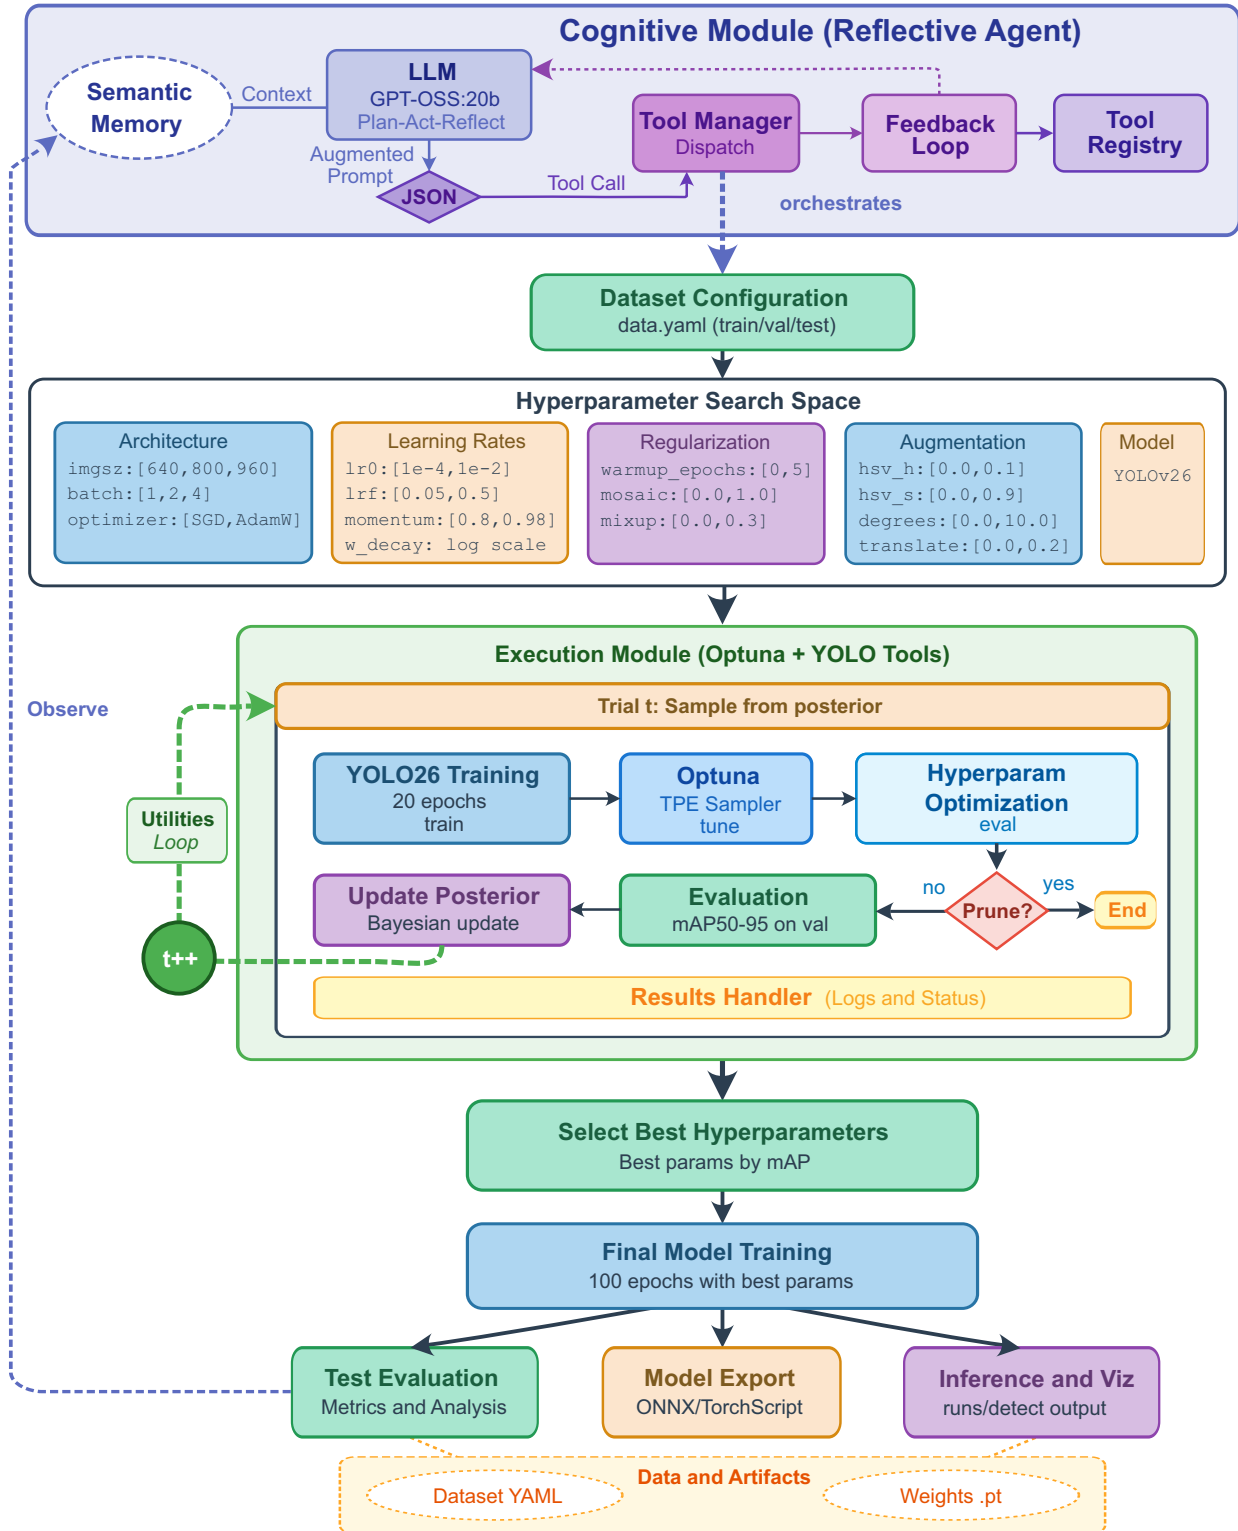 Cognitive Module (Reflective Agent)
Semantic
Memory
Context
LLM
GPT-OSS:20b
Plan-Act-Reflect
Augmented
Prompt
JSON
Tool Call
Tool Manager
Dispatch
Feedback
Loop
Tool
Registry
orchestrates
Dataset Configuration
data.yaml (train/val/test)
Hyperparameter Search Space
Architecture
imgsz:[640,800,960]
batch:[1,2,4]
optimizer:[SGD,AdamW]
Learning Rates
lr0:[1e-4,1e-2]
lrf:[0.05,0.5]
momentum:[0.8,0.98]
w_decay: log scale
Regularization
warmup_epochs:[0,5]
mosaic:[0.0,1.0]
mixup:[0.0,0.3]
Augmentation
hsv_h:[0.0,0.1]
hsv_s:[0.0,0.9]
degrees:[0.0,10.0]
translate:[0.0,0.2]
Model
YOLOv26
Execution Module (Optuna + YOLO Tools)
Observe
Trial t: Sample from posterior
YOLO26 Training
20 epochs
train
Optuna
TPE Sampler
tune
Hyperparam
Optimization
eval
Utilities
Loop
Update Posterior
Bayesian update
Evaluation
mAP50-95 on val
no
Prune?
yes
End
t++
Results Handler (Logs and Status)
Select Best Hyperparameters
Best params by mAP
Final Model Training
100 epochs with best params
Test Evaluation
Metrics and Analysis
Model Export
ONNX/TorchScript
Inference and Viz
runs/detect output
Data and Artifacts
Dataset YAML
Weights .pt